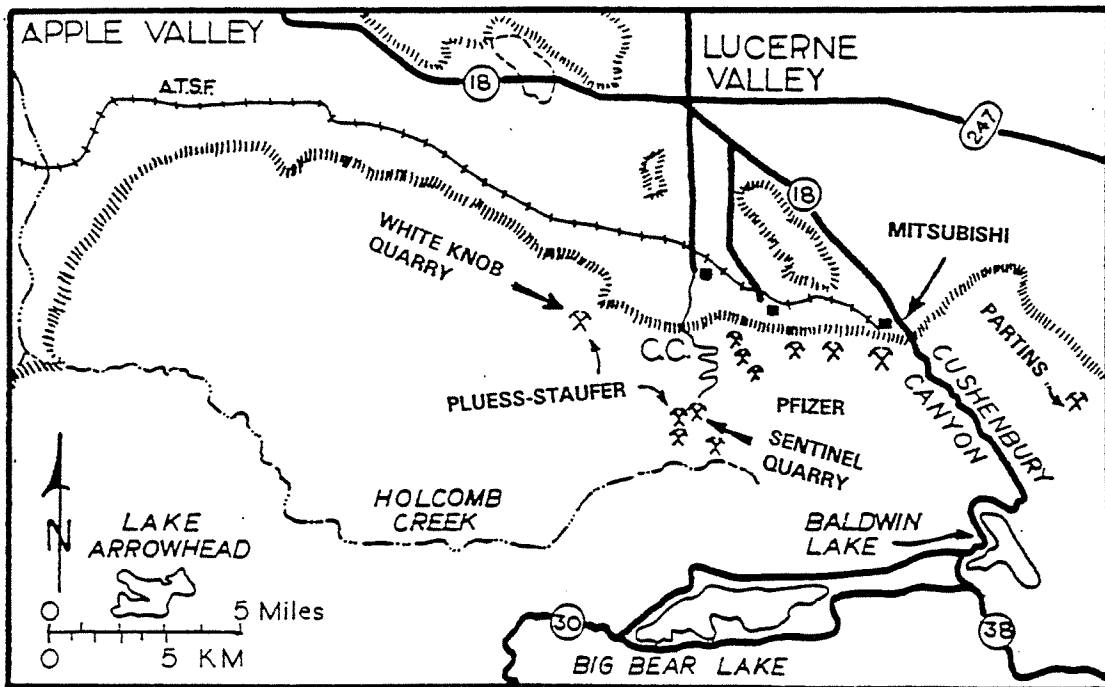 APPLE VALLEY
A.T.S.F.
18
LUCERNE
VALLEY
247
18
WHITE KNOB
QUARRY
MITSUBISHI
PARTINS
C.C.
PLUESS-STAUFER
PFIZER
CUSHENBURY
CANYON
SENTINEL
QUARRY
N
HOLCOMB
CREEK
LAKE
ARROWHEAD
BALDWIN
LAKE
0 5 Miles
0 5 KM
30
BIG BEAR LAKE
38